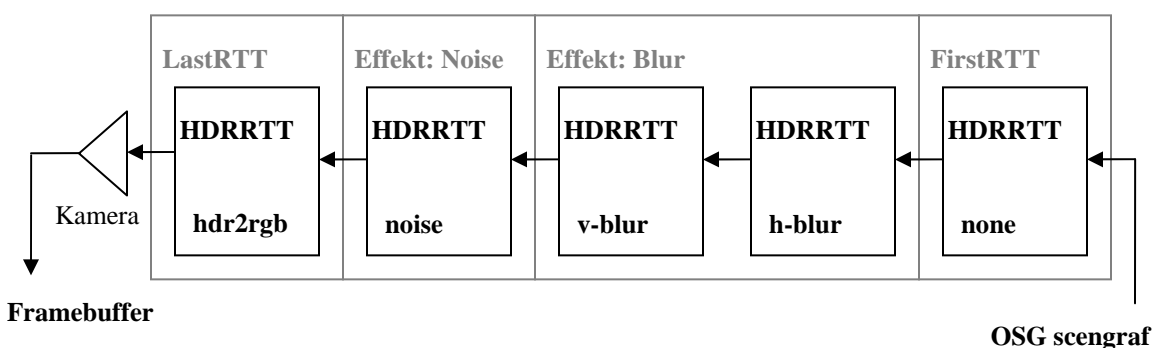 LastRTT
Effekt: Noise
Effekt: Blur
FirstRTT
HDRRTT
HDRRTT
HDRRTT
HDRRTT
HDRRTT
Kamera
hdr2rgb
noise
v-blur
h-blur
none
Framebuffer
OSG scengraf